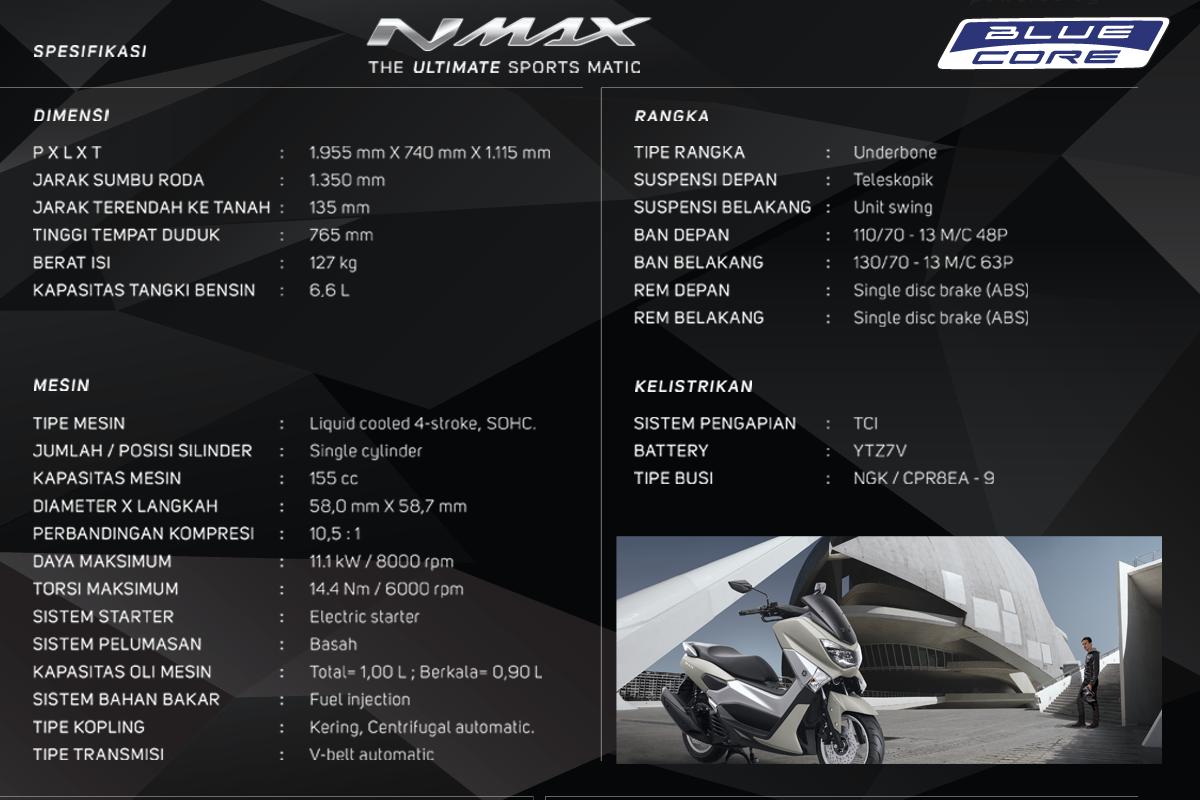 SPESIFIKASI
NMAX
THE ULTIMATE SPORTS MATIC
BLUE
CORE
DIMENSI
P X L X T : 1.955 mm X 740 mm X 1.115 mm
JARAK SUMBU RODA : 1.350 mm
JARAK TERENDAH KE TANAH : 135 mm
TINGGI TEMPAT DUDUK : 765 mm
BERAT ISI : 127 kg
KAPASITAS TANGKI BENSIN : 6,6 L
MESIN
TIPE MESIN : Liquid cooled 4-stroke, SOHC.
JUMLAH / POSISI SILINDER : Single cylinder
KAPASITAS MESIN : 155 cc
DIAMETER X LANGKAH : 58,0 mm X 58,7 mm
PERBANDINGAN KOMPRESI : 10,5 : 1
DAYA MAKSIMUM : 11.1 kW / 8000 rpm
TORSI MAKSIMUM : 14.4 Nm / 6000 rpm
SISTEM STARTER : Electric starter
SISTEM PELUMASAN : Basah
KAPASITAS OLI MESIN : Total= 1,00 L ; Berkala= 0,90 L
SISTEM BAHAN BAKAR : Fuel injection
TIPE KOPLING : Kering, Centrifugal automatic.
TIPE TRANSMISI : V-belt automatic
RANGKA
TIPE RANGKA : Underbone
SUSPENSI DEPAN : Teleskopik
SUSPENSI BELAKANG : Unit swing
BAN DEPAN : 110/70 - 13 M/C 48P
BAN BELAKANG : 130/70 - 13 M/C 63P
REM DEPAN : Single disc brake (ABS)
REM BELAKANG : Single disc brake (ABS)
KELISTRIKAN
SISTEM PENGAPIAN : TCI
BATTERY : YTZ7V
TIPE BUSI : NGK / CPR8EA - 9